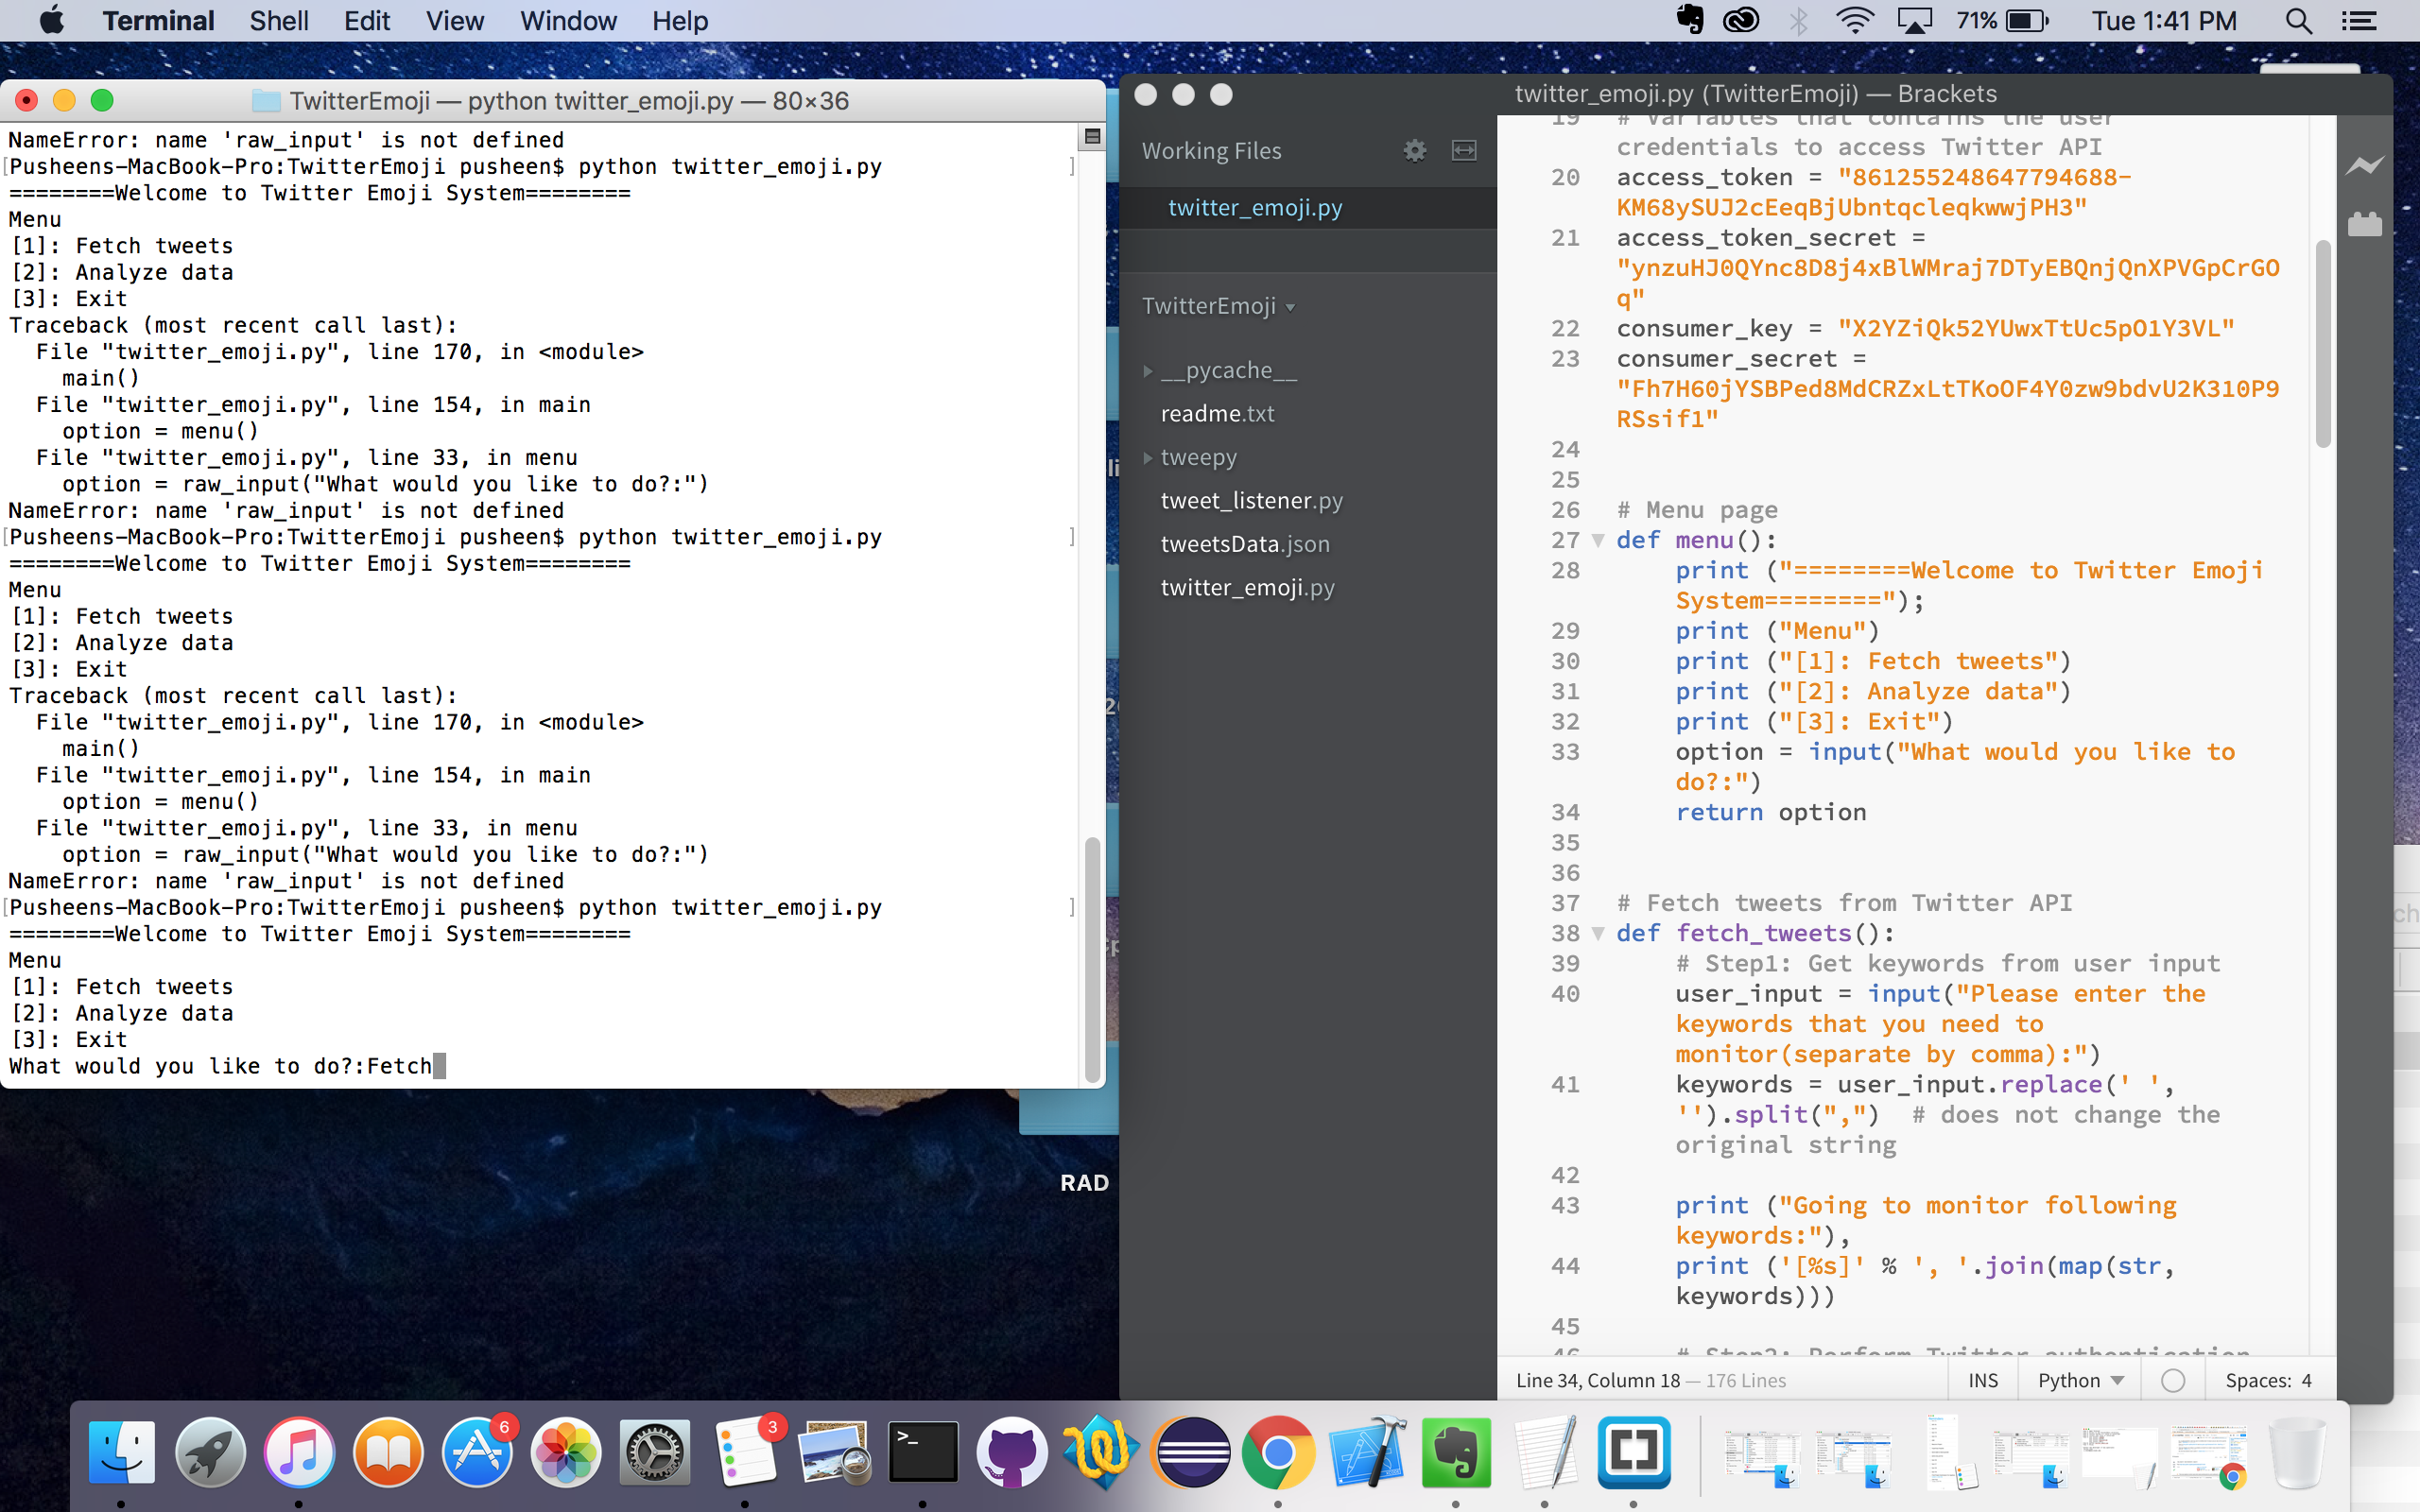 Terminal Shell Edit View Window Help 71% Tue 1:41 PM
TwitterEmoji — python twitter_emoji.py — 80×36
NameError: name 'raw_input' is not defined
[Pusheens-MacBook-Pro:TwitterEmoji pusheen$ python twitter_emoji.py ]
========Welcome to Twitter Emoji System========
Menu
[1]: Fetch tweets
[2]: Analyze data
[3]: Exit
Traceback (most recent call last):
File "twitter_emoji.py", line 170, in <module>
main()
File "twitter_emoji.py", line 154, in main
option = menu()
File "twitter_emoji.py", line 33, in menu
option = raw_input("What would you like to do?:")
NameError: name 'raw_input' is not defined
[Pusheens-MacBook-Pro:TwitterEmoji pusheen$ python twitter_emoji.py ]
========Welcome to Twitter Emoji System========
Menu
[1]: Fetch tweets
[2]: Analyze data
[3]: Exit
Traceback (most recent call last):
File "twitter_emoji.py", line 170, in <module>
main()
File "twitter_emoji.py", line 154, in main
option = menu()
File "twitter_emoji.py", line 33, in menu
option = raw_input("What would you like to do?:")
NameError: name 'raw_input' is not defined
[Pusheens-MacBook-Pro:TwitterEmoji pusheen$ python twitter_emoji.py ]
========Welcome to Twitter Emoji System========
Menu
[1]: Fetch tweets
[2]: Analyze data
[3]: Exit
What would you like to do?:Fetch
RAD
twitter_emoji.py (TwitterEmoji) — Brackets
Working Files
twitter_emoji.py
TwitterEmoji
__pycache__
readme.txt
tweepy
tweet_listener.py
tweetsData.json
twitter_emoji.py
19 # Variables that contains the user
credentials to access Twitter API
20 access_token = "861255248647794688-
KM68ySUJ2cEeqBjUbntqcleqkwwjPH3"
21 access_token_secret =
"ynzuHJ0QYnc8D8j4xBlWMraj7DTyEBQnjQnXPVGpCrGO
q"
22 consumer_key = "X2YZiQk52YUwxTtUc5pO1Y3VL"
23 consumer_secret =
"Fh7H60jYSBPed8MdCRZxLtTKoOF4Y0zw9bdvU2K310P9
RSsif1"
24
25
26 # Menu page
27 def menu():
28 print ("========Welcome to Twitter Emoji
System========");
29 print ("Menu")
30 print ("[1]: Fetch tweets")
31 print ("[2]: Analyze data")
32 print ("[3]: Exit")
33 option = input("What would you like to
do?:")
34 return option
35
36
37 # Fetch tweets from Twitter API
38 def fetch_tweets():
39 # Step1: Get keywords from user input
40 user_input = input("Please enter the
keywords that you need to
monitor(separate by comma):")
41 keywords = user_input.replace(' ',
'').split(",") # does not change the
original string
42
43 print ("Going to monitor following
keywords:"),
44 print ('[%s]' % ', '.join(map(str,
keywords)))
45
46 # Step2: Perform Twitter authentication
Line 34, Column 18 — 176 Lines INS Python Spaces: 4
6
3